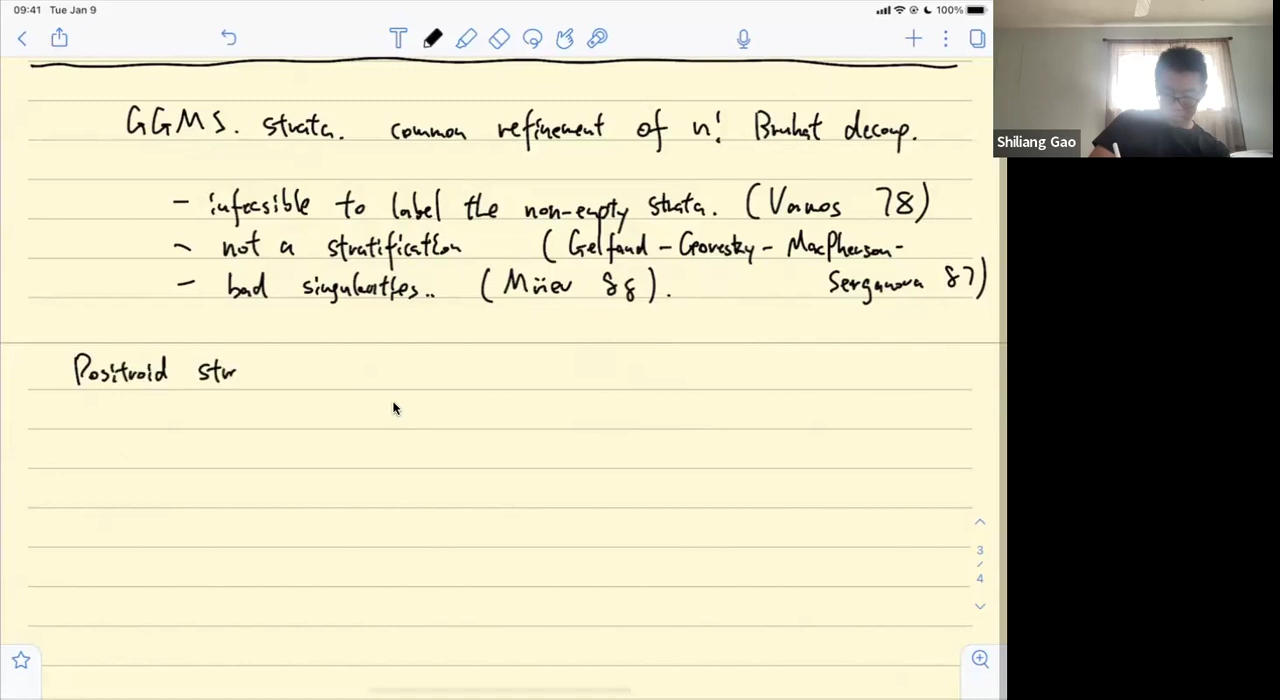 09:41 Tue Jan 9
100%
GGMS. strata. common refinement of n! Bruhat decomp.
- infeasible to label the non-empty strata. (Vamos 78)
- not a stratification (Gelfand-Goresky-MacPherson-
Serganova 87)
- bad singularities.. (Mnëv 88).
Positroid str
3
/
4
Shiliang Gao